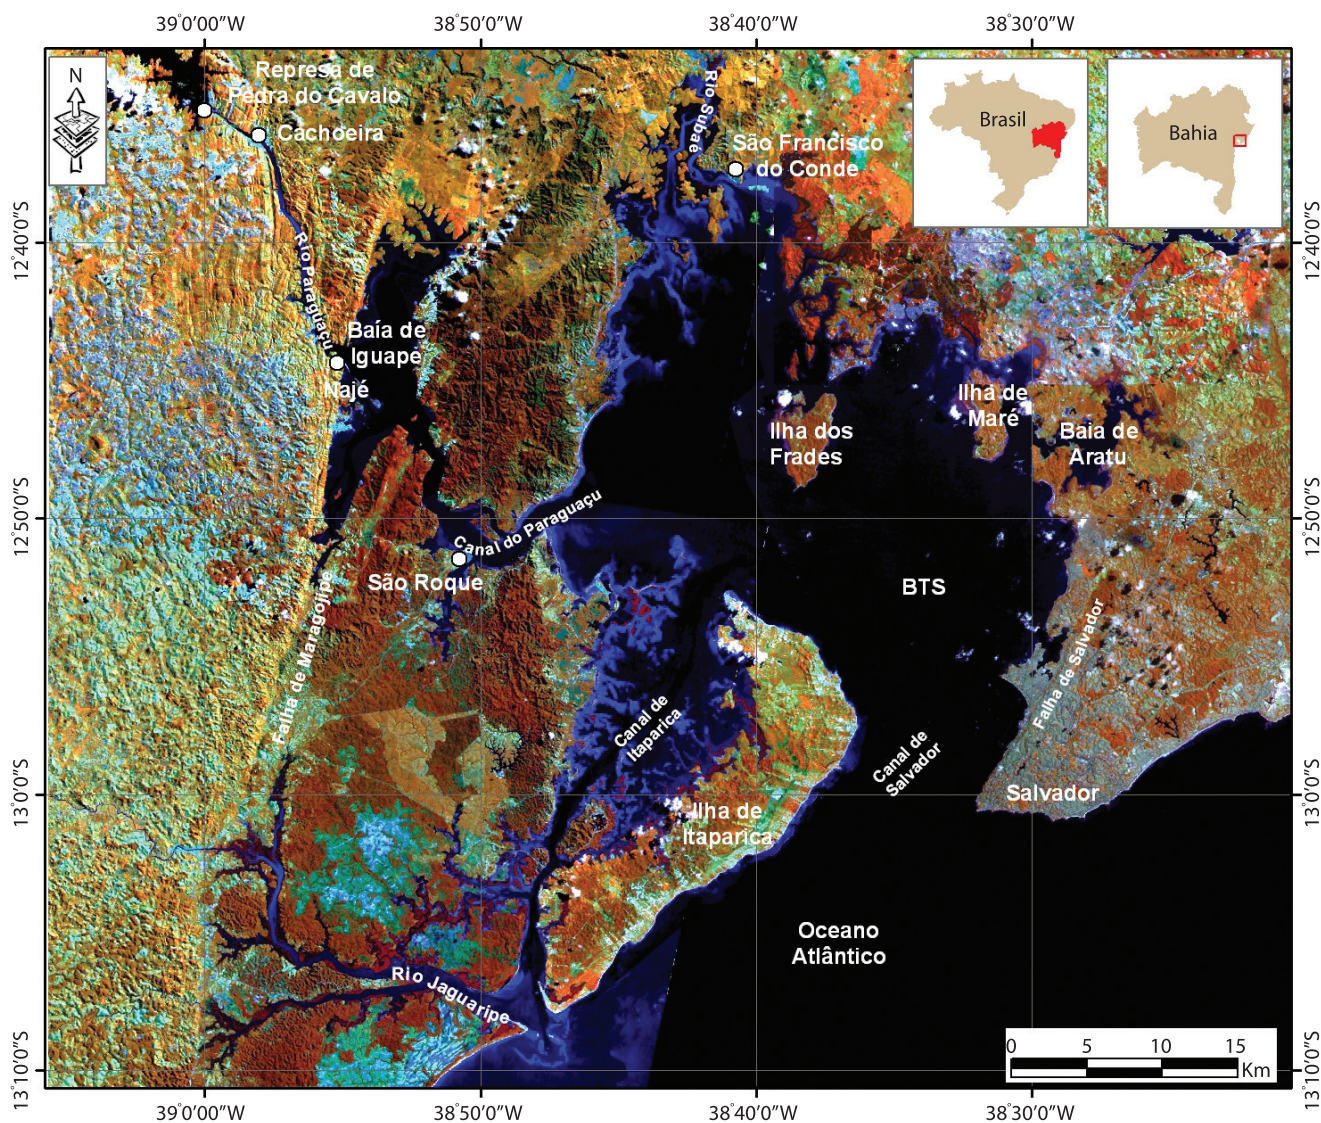 39°0'0"W
38°50'0"W
38°40'0"W
38°30'0"W
N
Represa de
Pedra do Cavalo
Cachoeira
Rio Subaé
São Francisco
do Conde
Brasil
Bahia
12°40'0"S
12°40'0"S
Rio Paraguaçu
Baía de
Iguape
Najé
Ilha dos
Frades
Ilha de
Maré
Baia de
Aratu
12°50'0"S
12°50'0"S
Canal do Paraguaçu
São Roque
BTS
Falha de Maragojipe
Falha de Salvador
Canal de
Itaparica
Canal de
Salvador
13°0'0"S
13°0'0"S
Salvador
Ilha de
Itaparica
Oceano
Atlântico
Rio Jaguaripe
0 5 10 15
Km
13°10'0"S
13°10'0"S
39°0'0"W
38°50'0"W
38°40'0"W
38°30'0"W